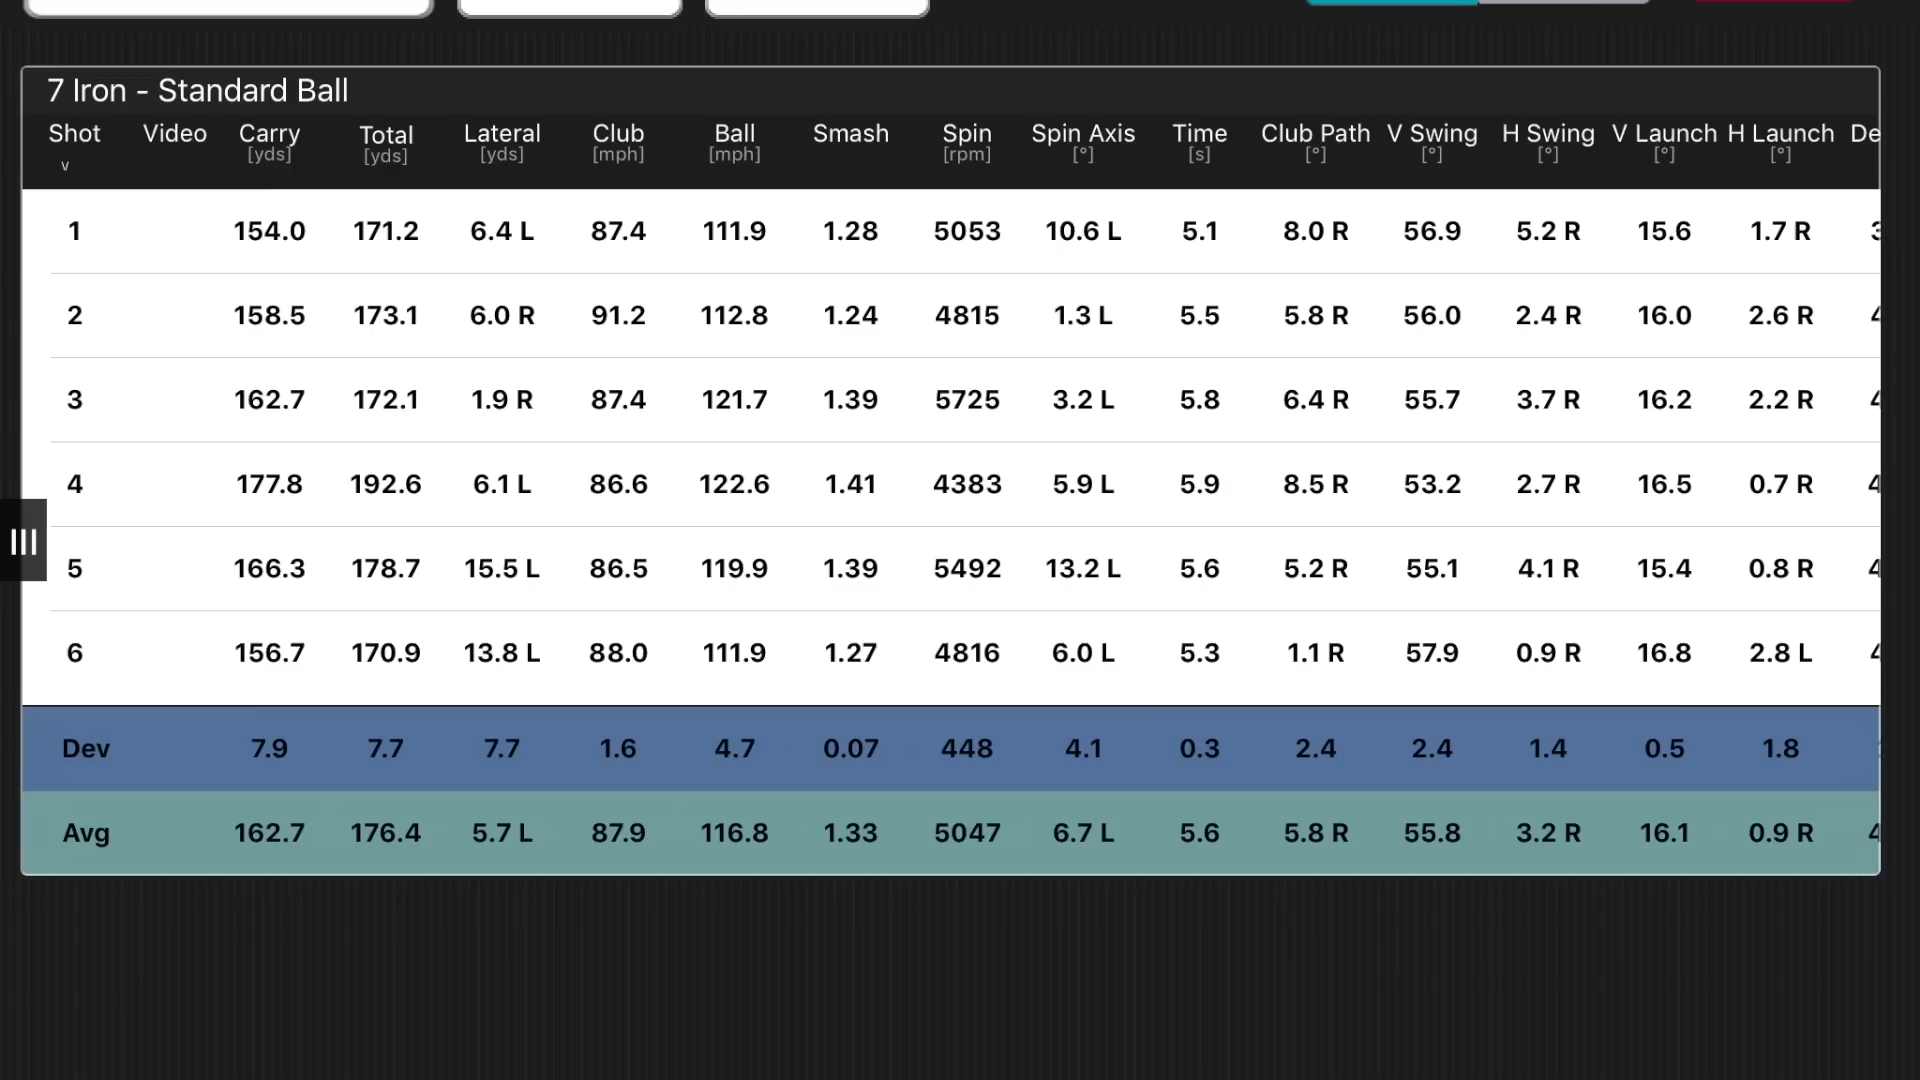 7 Iron - Standard Ball
Shot Video Carry Total Lateral Club Ball Smash Spin Spin Axis Time Club Path V Swing H Swing V Launch H Launch De
v [yds] [yds] [yds] [mph] [mph] [rpm] [°] [s] [°] [°] [°] [°] [°]
1 154.0 171.2 6.4 L 87.4 111.9 1.28 5053 10.6 L 5.1 8.0 R 56.9 5.2 R 15.6 1.7 R
2 158.5 173.1 6.0 R 91.2 112.8 1.24 4815 1.3 L 5.5 5.8 R 56.0 2.4 R 16.0 2.6 R
3 162.7 172.1 1.9 R 87.4 121.7 1.39 5725 3.2 L 5.8 6.4 R 55.7 3.7 R 16.2 2.2 R
4 177.8 192.6 6.1 L 86.6 122.6 1.41 4383 5.9 L 5.9 8.5 R 53.2 2.7 R 16.5 0.7 R
5 166.3 178.7 15.5 L 86.5 119.9 1.39 5492 13.2 L 5.6 5.2 R 55.1 4.1 R 15.4 0.8 R
6 156.7 170.9 13.8 L 88.0 111.9 1.27 4816 6.0 L 5.3 1.1 R 57.9 0.9 R 16.8 2.8 L
Dev 7.9 7.7 7.7 1.6 4.7 0.07 448 4.1 0.3 2.4 2.4 1.4 0.5 1.8
Avg 162.7 176.4 5.7 L 87.9 116.8 1.33 5047 6.7 L 5.6 5.8 R 55.8 3.2 R 16.1 0.9 R